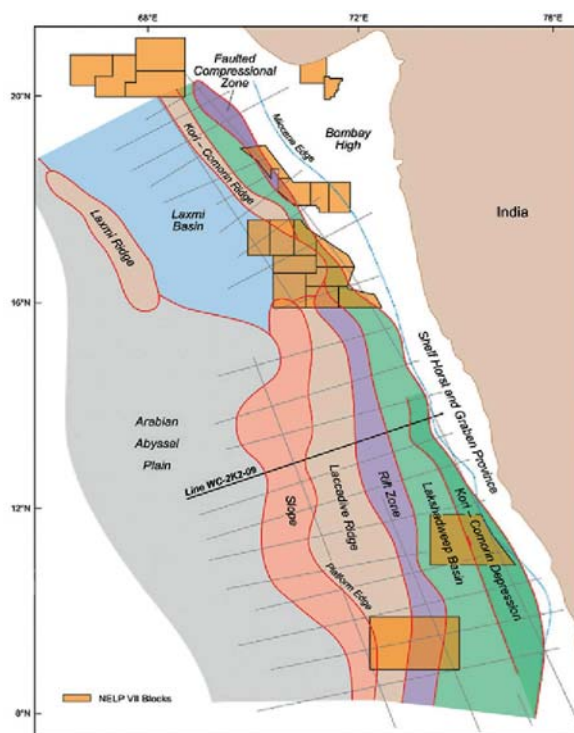 68°E
72°E
76°E
20°N
16°N
12°N
8°N
Faulted
Compressional
Zone
Miocene Edge
Bombay
High
Kori – Comorin Ridge
Laxmi
Basin
Laxmi Ridge
India
Shelf Horst and Graben Province
Arabian
Abyssal
Plain
Line WC-2K2-09
Slope
Laccadive Ridge
Rift Zone
Lakshadweep Basin
Kori – Comorin Depression
Platform Edge
NELP VIII Blocks